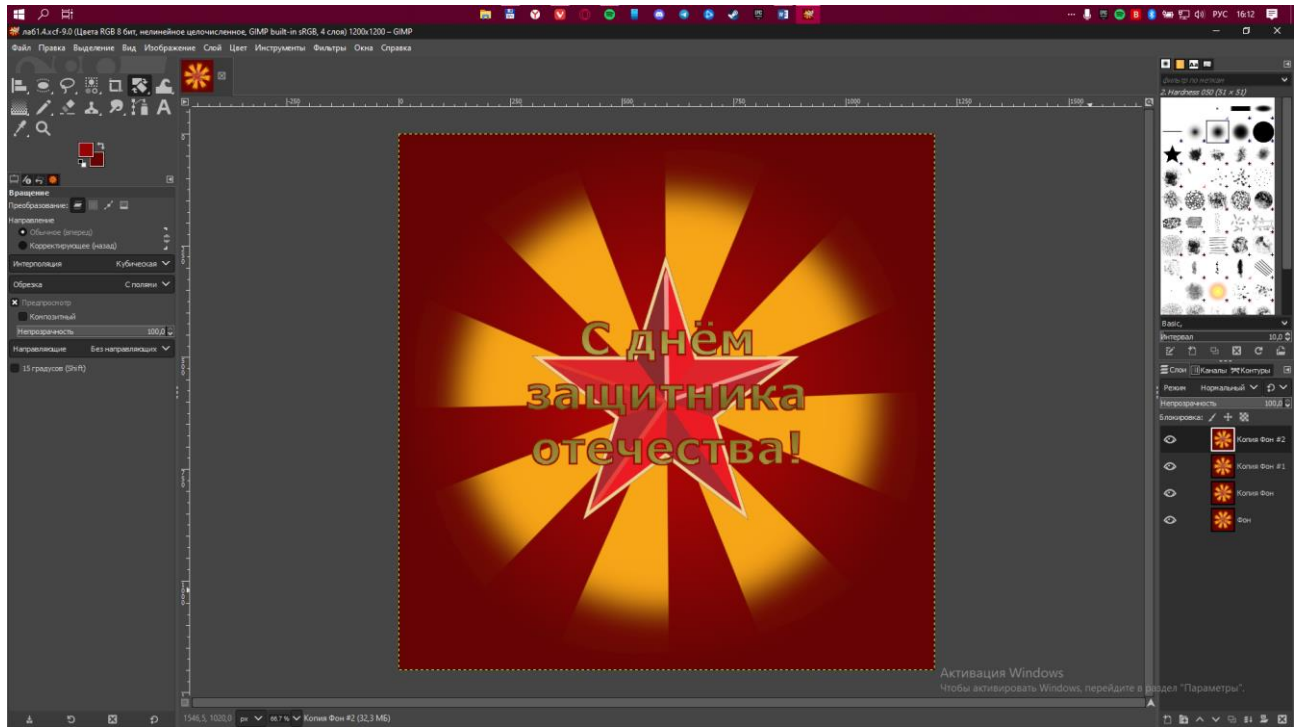 РУС 16:12
ла61.4.xcf-9.0 (Цвета RGB 8 бит, нелинейное целочисленное, GIMP built-in sRGB, 4 слоя) 1200x1200 – GIMP
Файл Правка Выделение Вид Изображение Слой Цвет Инструменты Фильтры Окна Справка
фильтр по меткам
2. Hardness 050 (51 × 51)
Вращение
Преобразование:
Направление
Обычное (вперед)
Корректирующее (назад)
Интерполяция Кубическая
Обрезка С полями
Предпросмотр
Композитный
Непрозрачность 100,0
Направляющие Без направляющих
15 градусов (Shift)
С днём
защитника
отечества!
Basic,
Интервал 10,0
Слои Каналы Контуры
Режим Нормальный
Непрозрачность 100,0
Блокировка:
Копия Фон #2
Копия Фон #1
Копия Фон
Фон
Активация Windows
Чтобы активировать Windows, перейдите в раздел "Параметры".
1546,5, 1020,0 px 66.7 % Копия Фон #2 (32,3 МБ)